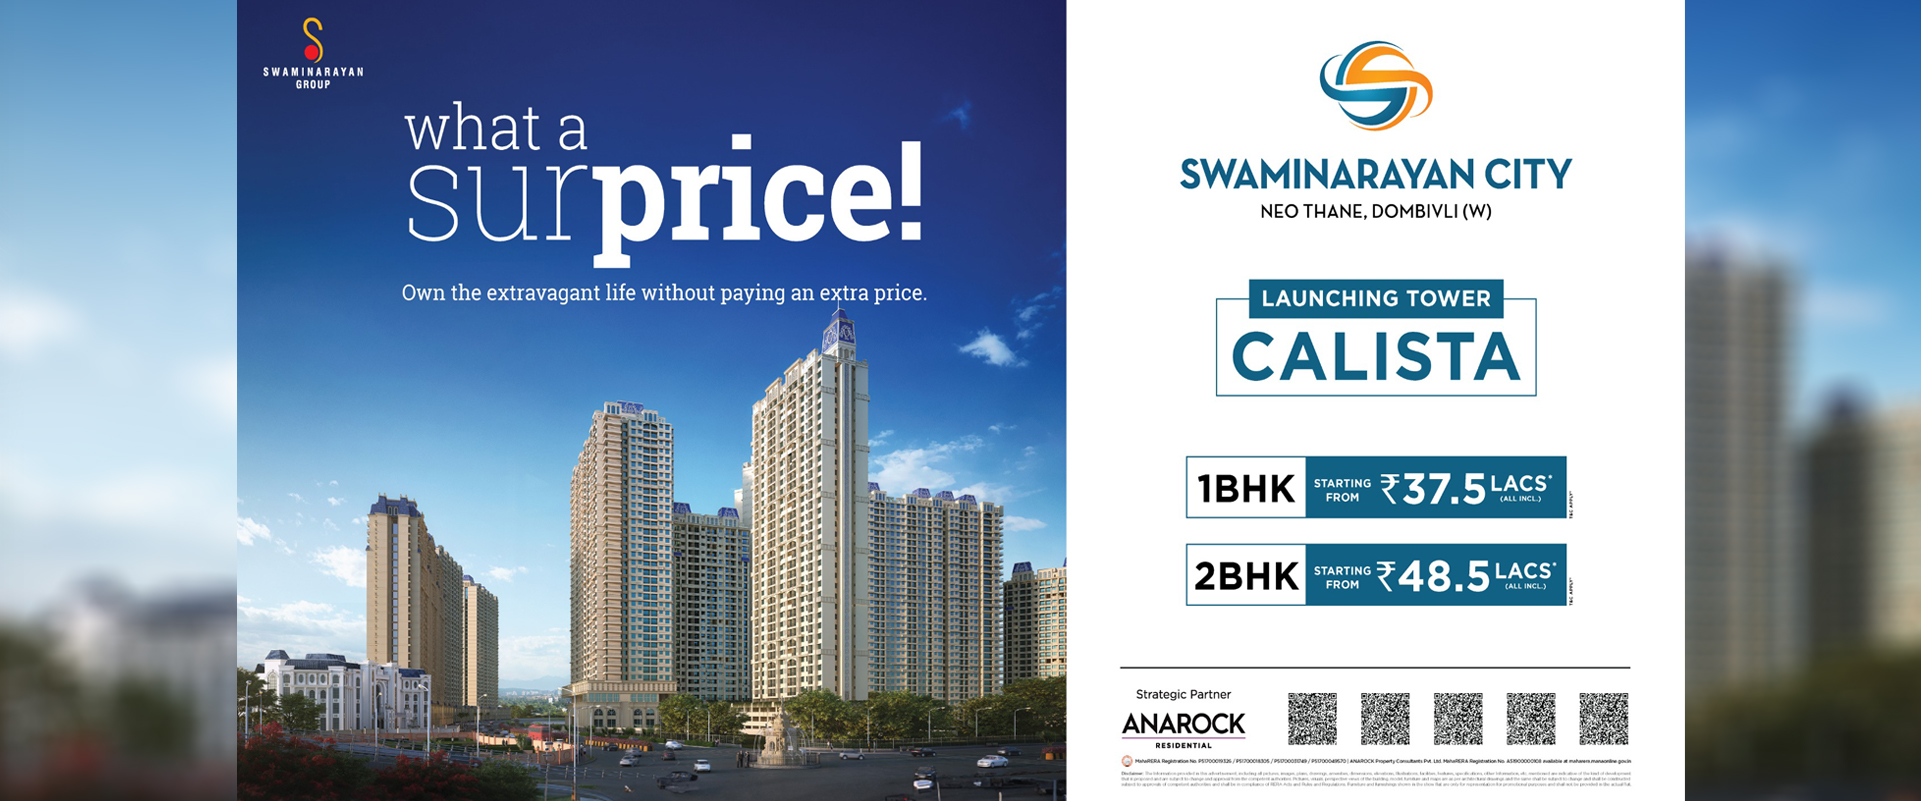 SWAMINARAYAN
GROUP
what a
surprice!
Own the extravagant life without paying an extra price.
SWAMINARAYAN CITY
NEO THANE, DOMBIVLI (W)
LAUNCHING TOWER
CALISTA
1BHK
STARTING
FROM
₹37.5 LACS*
(ALL INCL.)
T&C APPLY*
2BHK
STARTING
FROM
₹48.5 LACS*
(ALL INCL.)
T&C APPLY*
Strategic Partner
ANAROCK
RESIDENTIAL